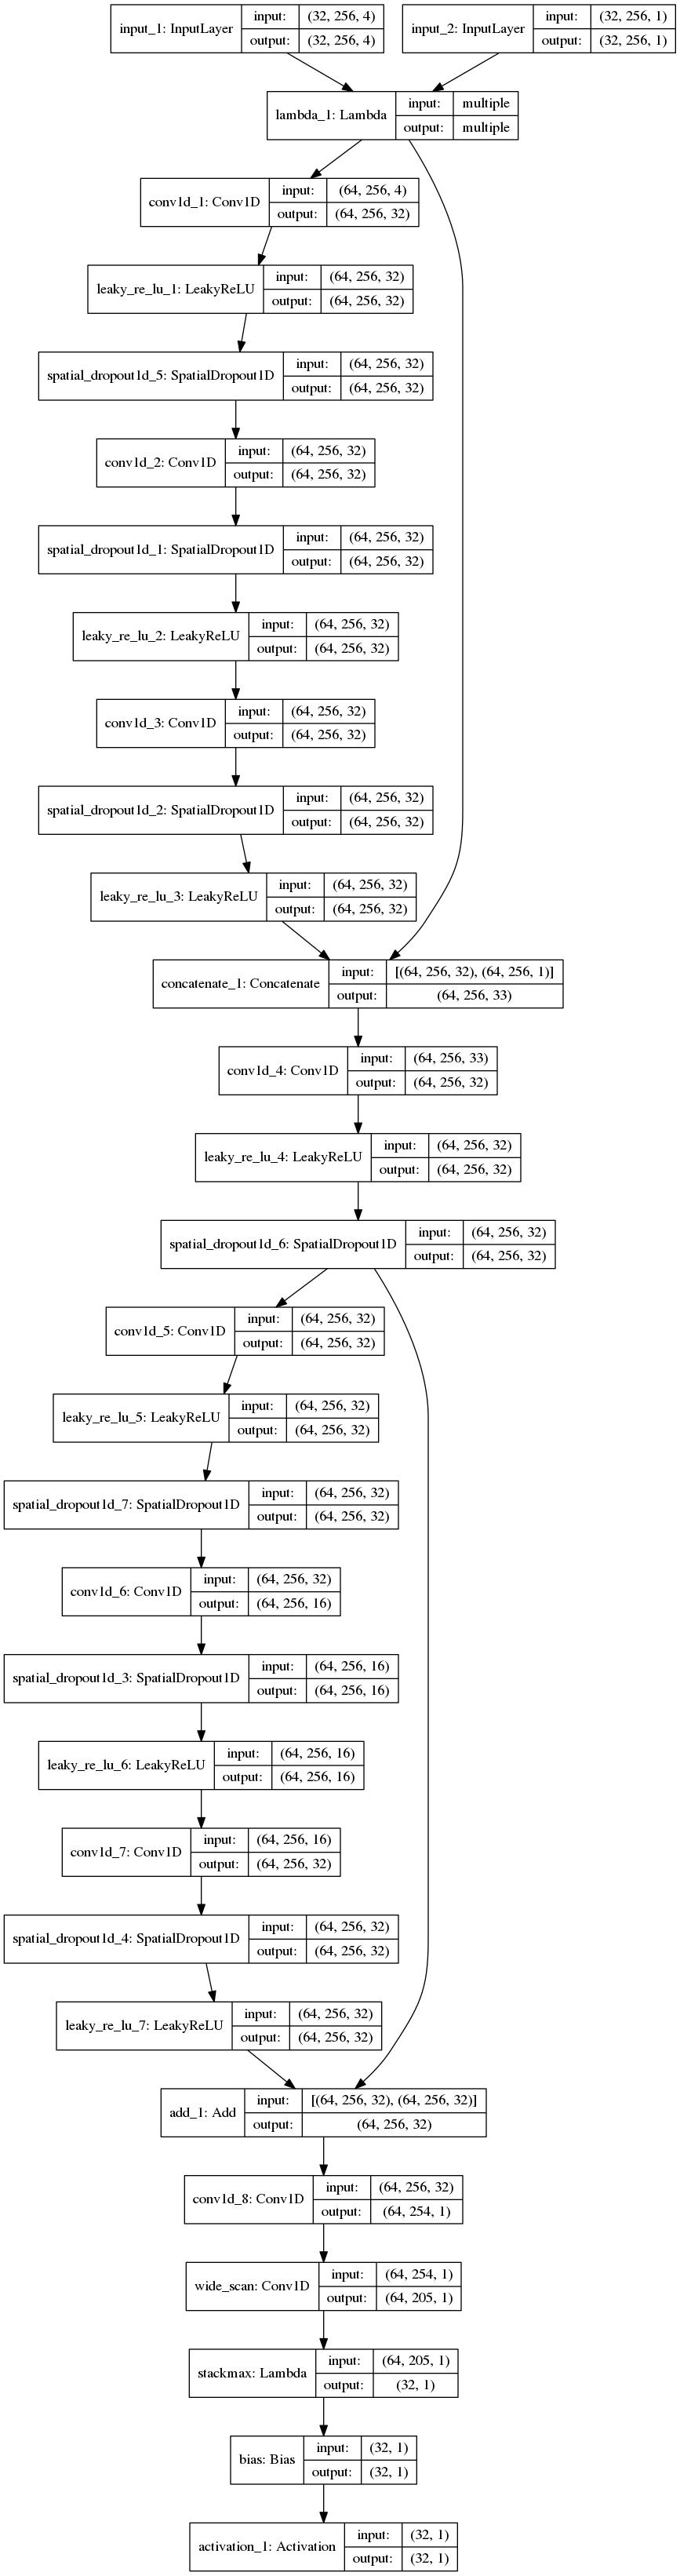 input_1: InputLayer
input: (32, 256, 4)
output: (32, 256, 4)
input_2: InputLayer
input: (32, 256, 1)
output: (32, 256, 1)
lambda_1: Lambda
input: multiple
output: multiple
conv1d_1: Conv1D
input: (64, 256, 4)
output: (64, 256, 32)
leaky_re_lu_1: LeakyReLU
input: (64, 256, 32)
output: (64, 256, 32)
spatial_dropout1d_5: SpatialDropout1D
input: (64, 256, 32)
output: (64, 256, 32)
conv1d_2: Conv1D
input: (64, 256, 32)
output: (64, 256, 32)
spatial_dropout1d_1: SpatialDropout1D
input: (64, 256, 32)
output: (64, 256, 32)
leaky_re_lu_2: LeakyReLU
input: (64, 256, 32)
output: (64, 256, 32)
conv1d_3: Conv1D
input: (64, 256, 32)
output: (64, 256, 32)
spatial_dropout1d_2: SpatialDropout1D
input: (64, 256, 32)
output: (64, 256, 32)
leaky_re_lu_3: LeakyReLU
input: (64, 256, 32)
output: (64, 256, 32)
concatenate_1: Concatenate
input: [(64, 256, 32), (64, 256, 1)]
output: (64, 256, 33)
conv1d_4: Conv1D
input: (64, 256, 33)
output: (64, 256, 32)
leaky_re_lu_4: LeakyReLU
input: (64, 256, 32)
output: (64, 256, 32)
spatial_dropout1d_6: SpatialDropout1D
input: (64, 256, 32)
output: (64, 256, 32)
conv1d_5: Conv1D
input: (64, 256, 32)
output: (64, 256, 32)
leaky_re_lu_5: LeakyReLU
input: (64, 256, 32)
output: (64, 256, 32)
spatial_dropout1d_7: SpatialDropout1D
input: (64, 256, 32)
output: (64, 256, 32)
conv1d_6: Conv1D
input: (64, 256, 32)
output: (64, 256, 16)
spatial_dropout1d_3: SpatialDropout1D
input: (64, 256, 16)
output: (64, 256, 16)
leaky_re_lu_6: LeakyReLU
input: (64, 256, 16)
output: (64, 256, 16)
conv1d_7: Conv1D
input: (64, 256, 16)
output: (64, 256, 32)
spatial_dropout1d_4: SpatialDropout1D
input: (64, 256, 32)
output: (64, 256, 32)
leaky_re_lu_7: LeakyReLU
input: (64, 256, 32)
output: (64, 256, 32)
add_1: Add
input: [(64, 256, 32), (64, 256, 32)]
output: (64, 256, 32)
conv1d_8: Conv1D
input: (64, 256, 32)
output: (64, 254, 1)
wide_scan: Conv1D
input: (64, 254, 1)
output: (64, 205, 1)
stackmax: Lambda
input: (64, 205, 1)
output: (32, 1)
bias: Bias
input: (32, 1)
output: (32, 1)
activation_1: Activation
input: (32, 1)
output: (32, 1)